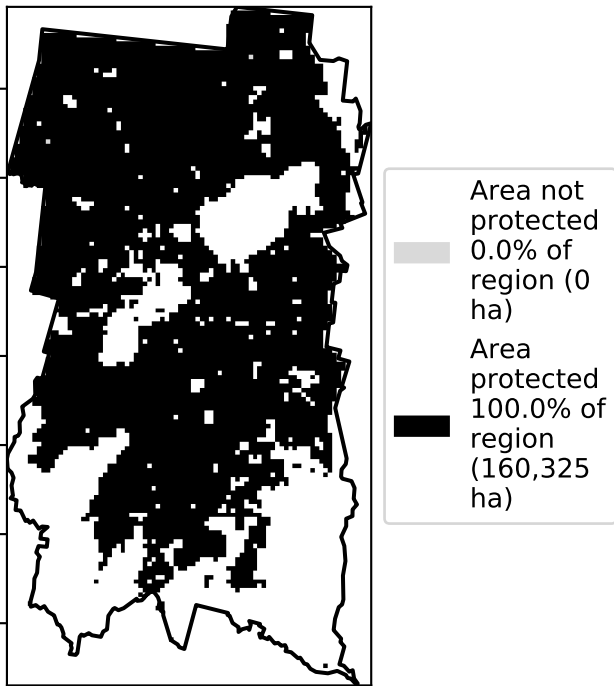 Area not
protected
0.0% of
region (0
ha)
Area
protected
100.0% of
region
(160,325
ha)